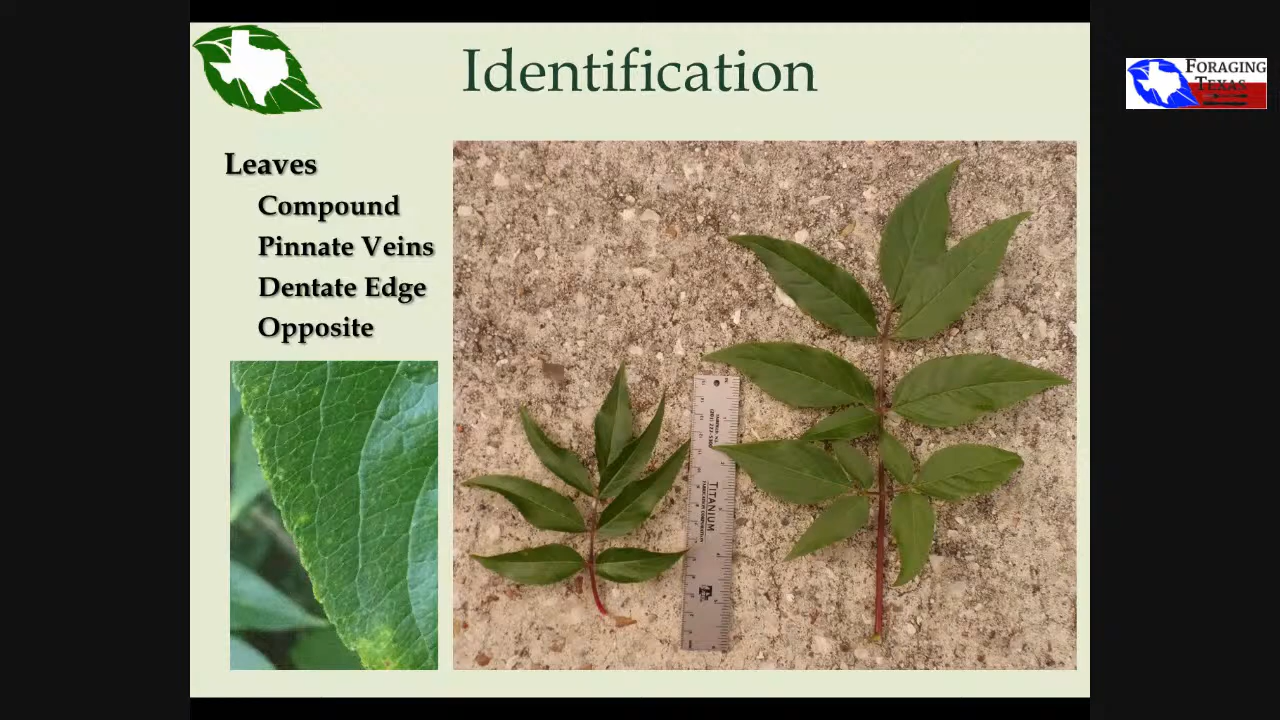 Identification
FORAGING
TEXAS
Leaves
Compound
Pinnate Veins
Dentate Edge
Opposite
TITANIUM